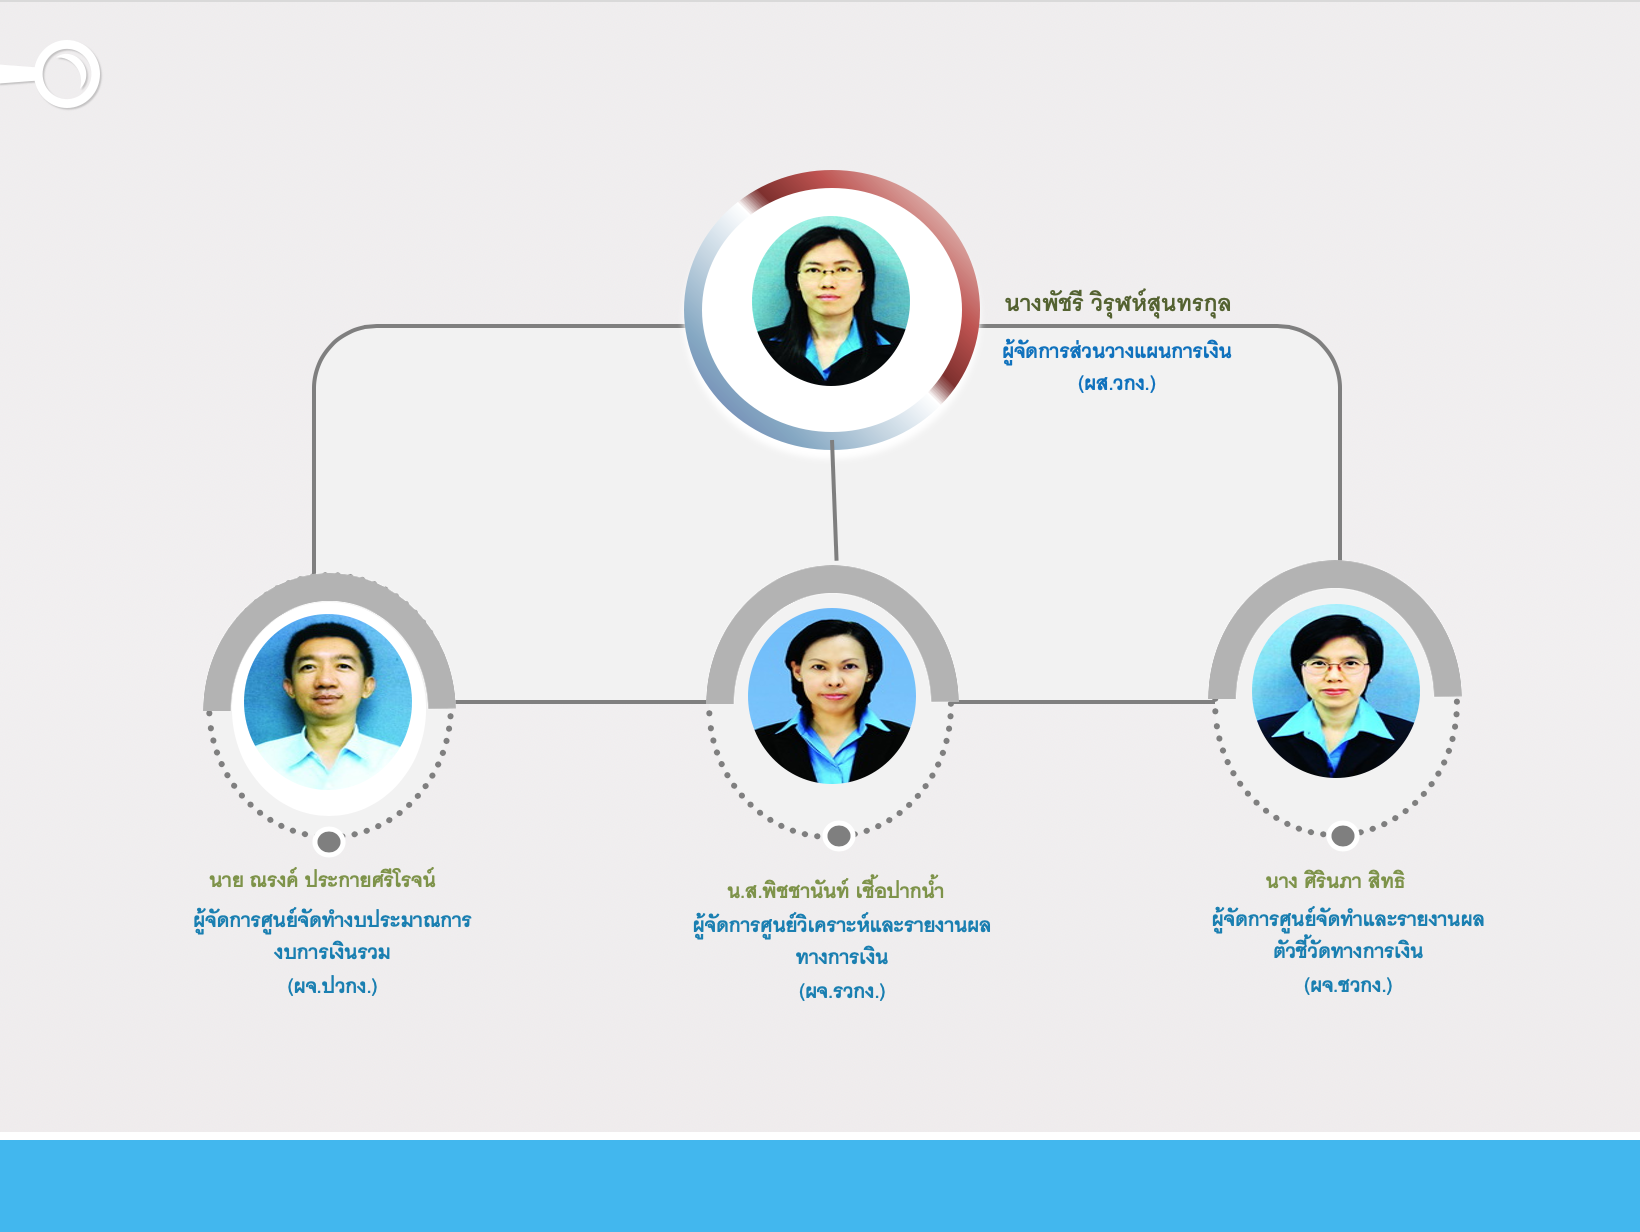 นางพัชรี วิรุฬห์สุนทรกุล
ผู้จัดการส่วนวางแผนการเงิน
(ผส.วกง.)
นาย ณรงค์ ประกายศรีโรจน์
ผู้จัดการศูนย์จัดทำงบประมาณการ
งบการเงินรวม
(ผจ.ปวกง.)
น.ส.พิชชานันท์ เชื้อปากน้ำ
ผู้จัดการศูนย์วิเคราะห์และรายงานผล
ทางการเงิน
(ผจ.รวกง.)
นาง ศิรินภา สิทธิ
ผู้จัดการศูนย์จัดทำและรายงานผล
ตัวชี้วัดทางการเงิน
(ผจ.ชวกง.)